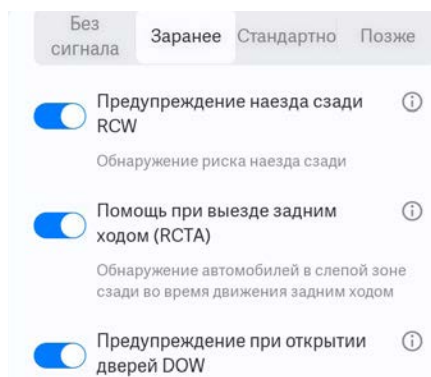 Без сигнала Заранее Стандартно Позже
Предупреждение наезда сзади
RCW
Обнаружение риска наезда сзади
Помощь при выезде задним
ходом (RCTA)
Обнаружение автомобилей в слепой зоне
сзади во время движения задним ходом
Предупреждение при открытии
дверей DOW